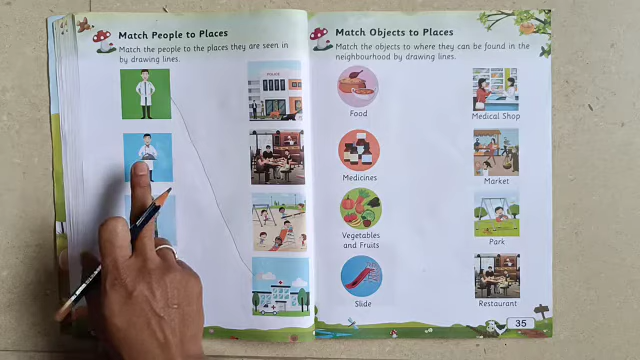 Match People to Places
Match the people to the places they are seen in
by drawing lines.
POLICE
Match Objects to Places
Match the objects to where they can be found in the
neighbourhood by drawing lines.
Food
Medical Shop
Medicines
Market
Vegetables
and Fruits
Park
Slide
Restaurant
35